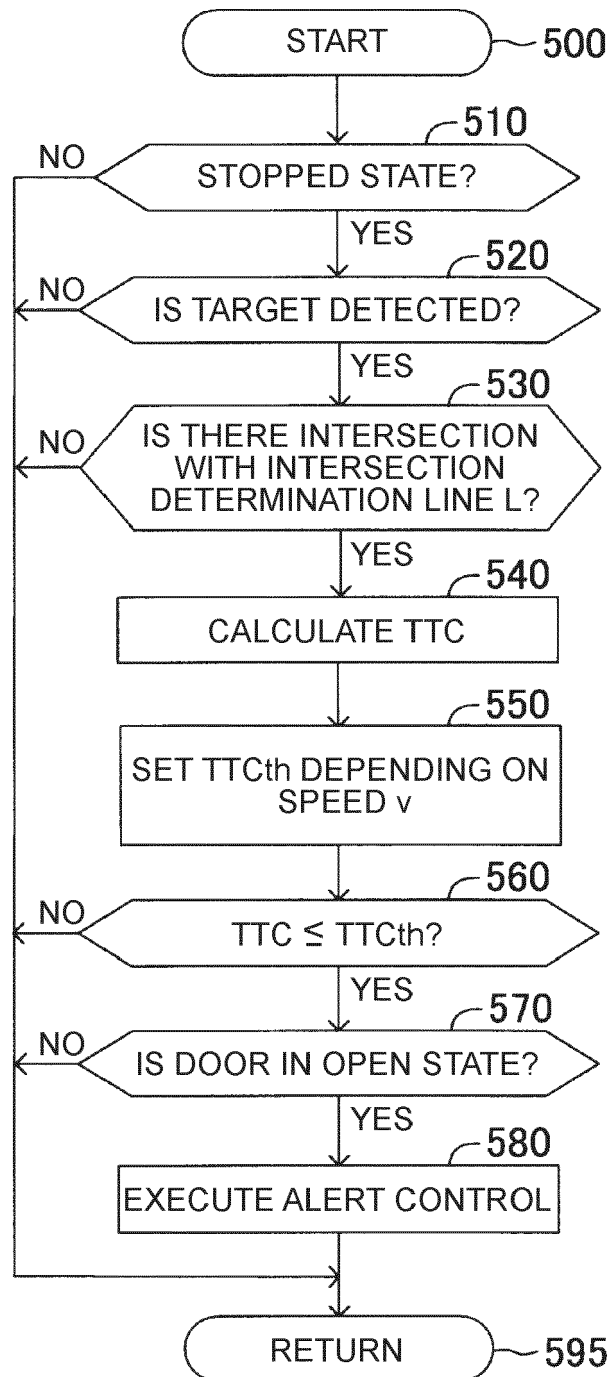 START
500
510
NO
STOPPED STATE?
YES
520
NO
IS TARGET DETECTED?
YES
530
NO
IS THERE INTERSECTION
WITH INTERSECTION
DETERMINATION LINE L?
YES
540
CALCULATE TTC
550
SET TTCth DEPENDING ON
SPEED v
560
NO
TTC ≤ TTCth?
YES
570
NO
IS DOOR IN OPEN STATE?
YES
580
EXECUTE ALERT CONTROL
RETURN
595